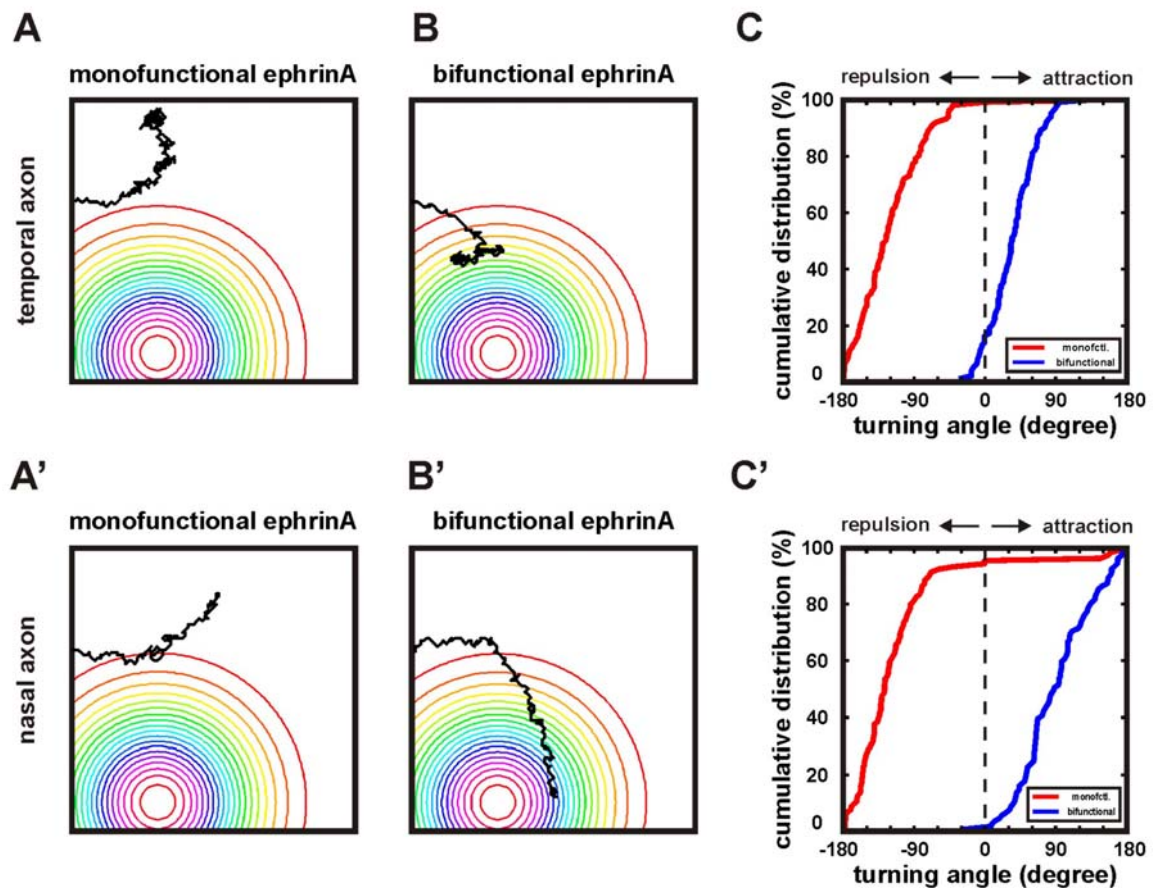 A
B
C
monofunctional ephrinA
bifunctional ephrinA
repulsion
attraction
temporal axon
cumulative distribution (%)
100
80
60
40
20
0
monofctl.
bifunctional
-180
-90
0
90
180
turning angle (degree)
A'
B'
C'
monofunctional ephrinA
bifunctional ephrinA
repulsion
attraction
nasal axon
cumulative distribution (%)
100
80
60
40
20
0
monofctl.
bifunctional
-180
-90
0
90
180
turning angle (degree)